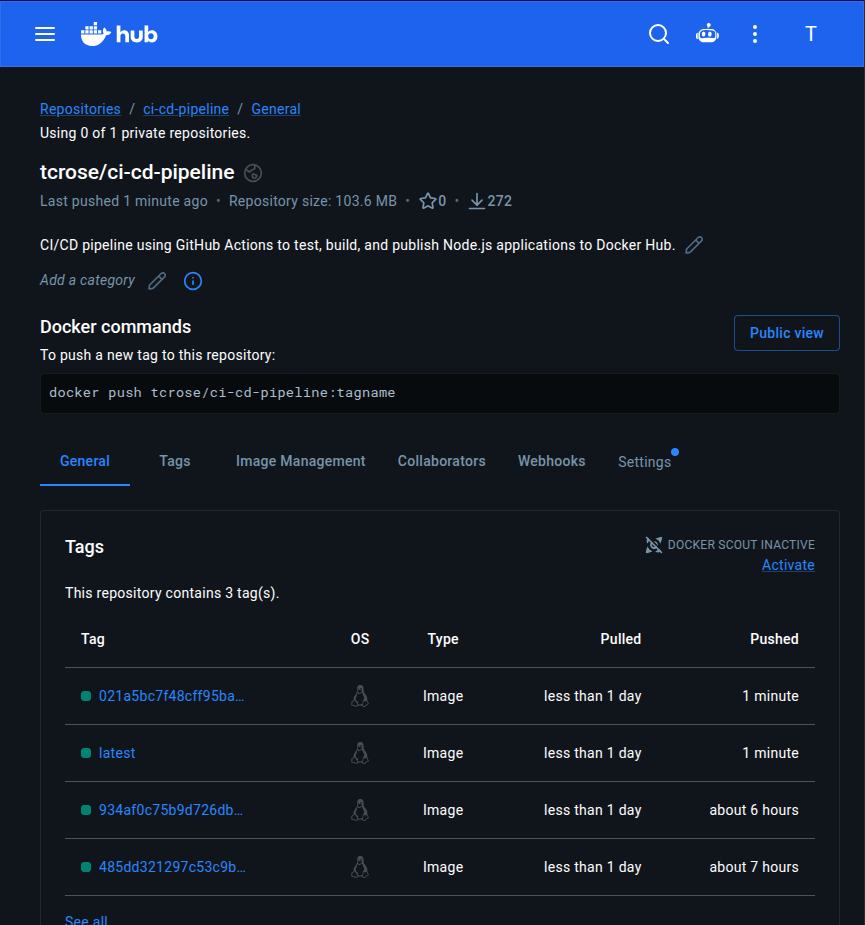 hub
T
Repositories / ci-cd-pipeline / General
Using 0 of 1 private repositories.
tcrose/ci-cd-pipeline
Last pushed 1 minute ago • Repository size: 103.6 MB • 0 • 272
CI/CD pipeline using GitHub Actions to test, build, and publish Node.js applications to Docker Hub.
Add a category
Docker commands
Public view
To push a new tag to this repository:
docker push tcrose/ci-cd-pipeline:tagname
General Tags Image Management Collaborators Webhooks Settings
Tags
DOCKER SCOUT INACTIVE
Activate
This repository contains 3 tag(s).
Tag OS Type Pulled Pushed
021a5bc7f48cff95ba... Image less than 1 day 1 minute
latest Image less than 1 day 1 minute
934af0c75b9d726db... Image less than 1 day about 6 hours
485dd321297c53c9b... Image less than 1 day about 7 hours
See all